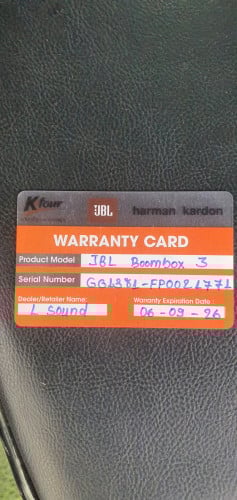 K four
JBL
harman kardon
WARRANTY CARD
Product Model JBL Boombox 3
Serial Number
Dealer/Retailer Name:
L Sound
Warranty Expiration Date
06-09-26